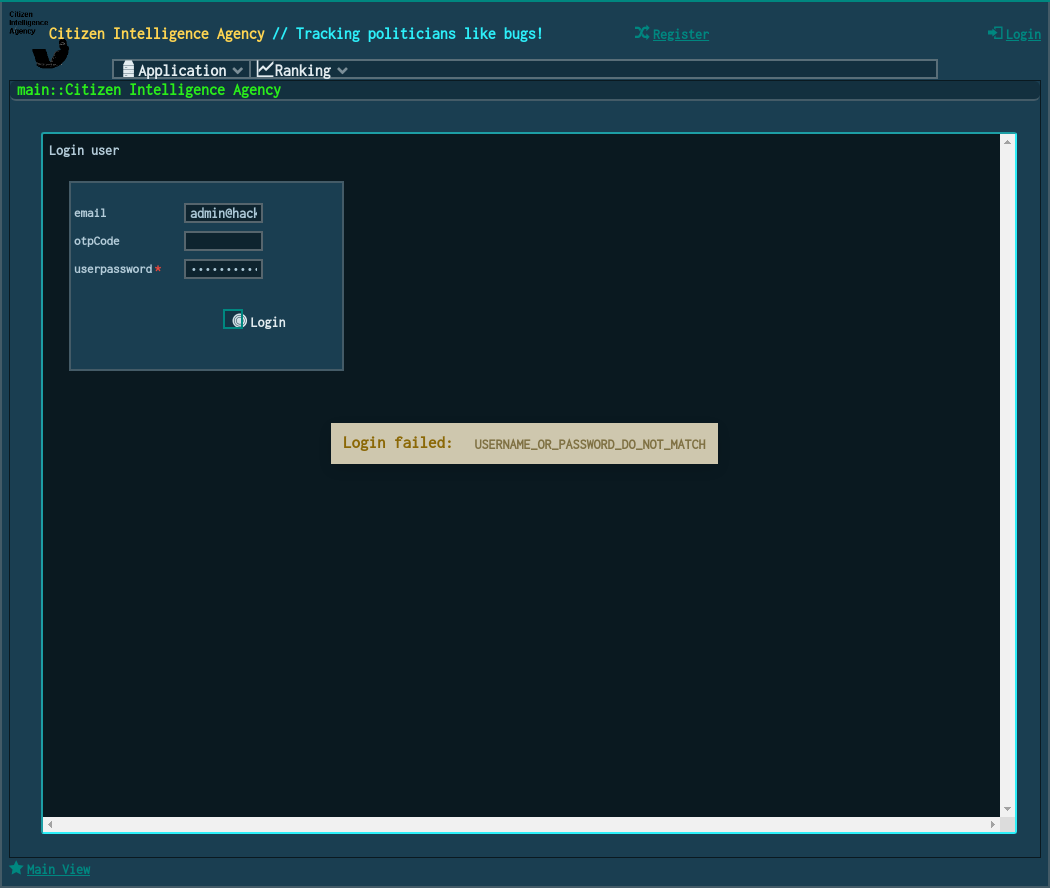 Citizen
Intelligence
Agency
Citizen Intelligence Agency // Tracking politicians like bugs!
Register
Login
Application
Ranking
main::Citizen Intelligence Agency
Login user
email
admin@hack
otpCode
userpassword*
Login
Login failed: USERNAME_OR_PASSWORD_DO_NOT_MATCH
Main View